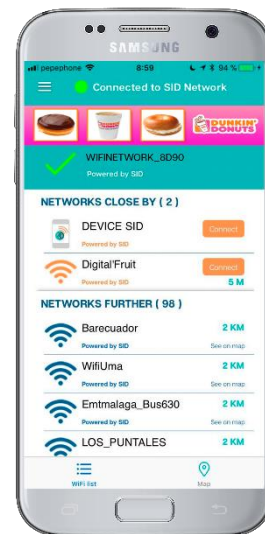 SAMSUNG
pepephone 8:59 94 %
Connected to SID Network
DUNKIN' DONUTS
WIFINETWORK_8D90
Powered by SID
NETWORKS CLOSE BY ( 2 )
DEVICE SID
Connect
Powered by SID
Digital'Fruit
Connect
Powered by SID
5 M
NETWORKS FURTHER ( 98 )
Barecuador
2 KM
Powered by SID
See on map
WifiUma
2 KM
Powered by SID
See on map
Emtmalaga_Bus630
2 KM
Powered by SID
See on map
LOS_PUNTALES
2 KM
WiFi list
Map